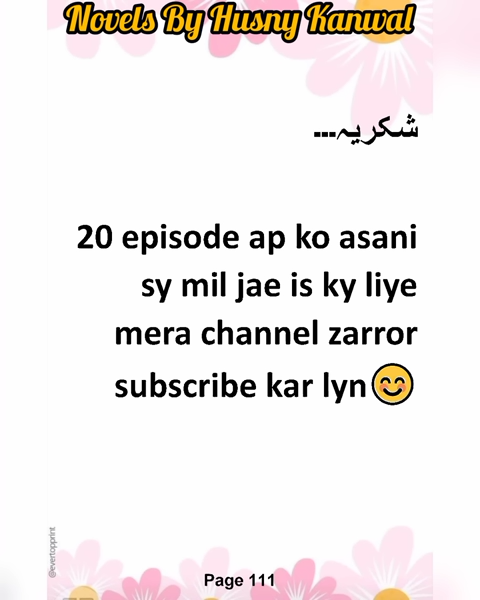 Novels By Husny Kanwal
شکریہ...
20 episode ap ko asani
sy mil jae is ky liye
mera channel zarror
subscribe kar lyn😊
@evertopprint
Page 111